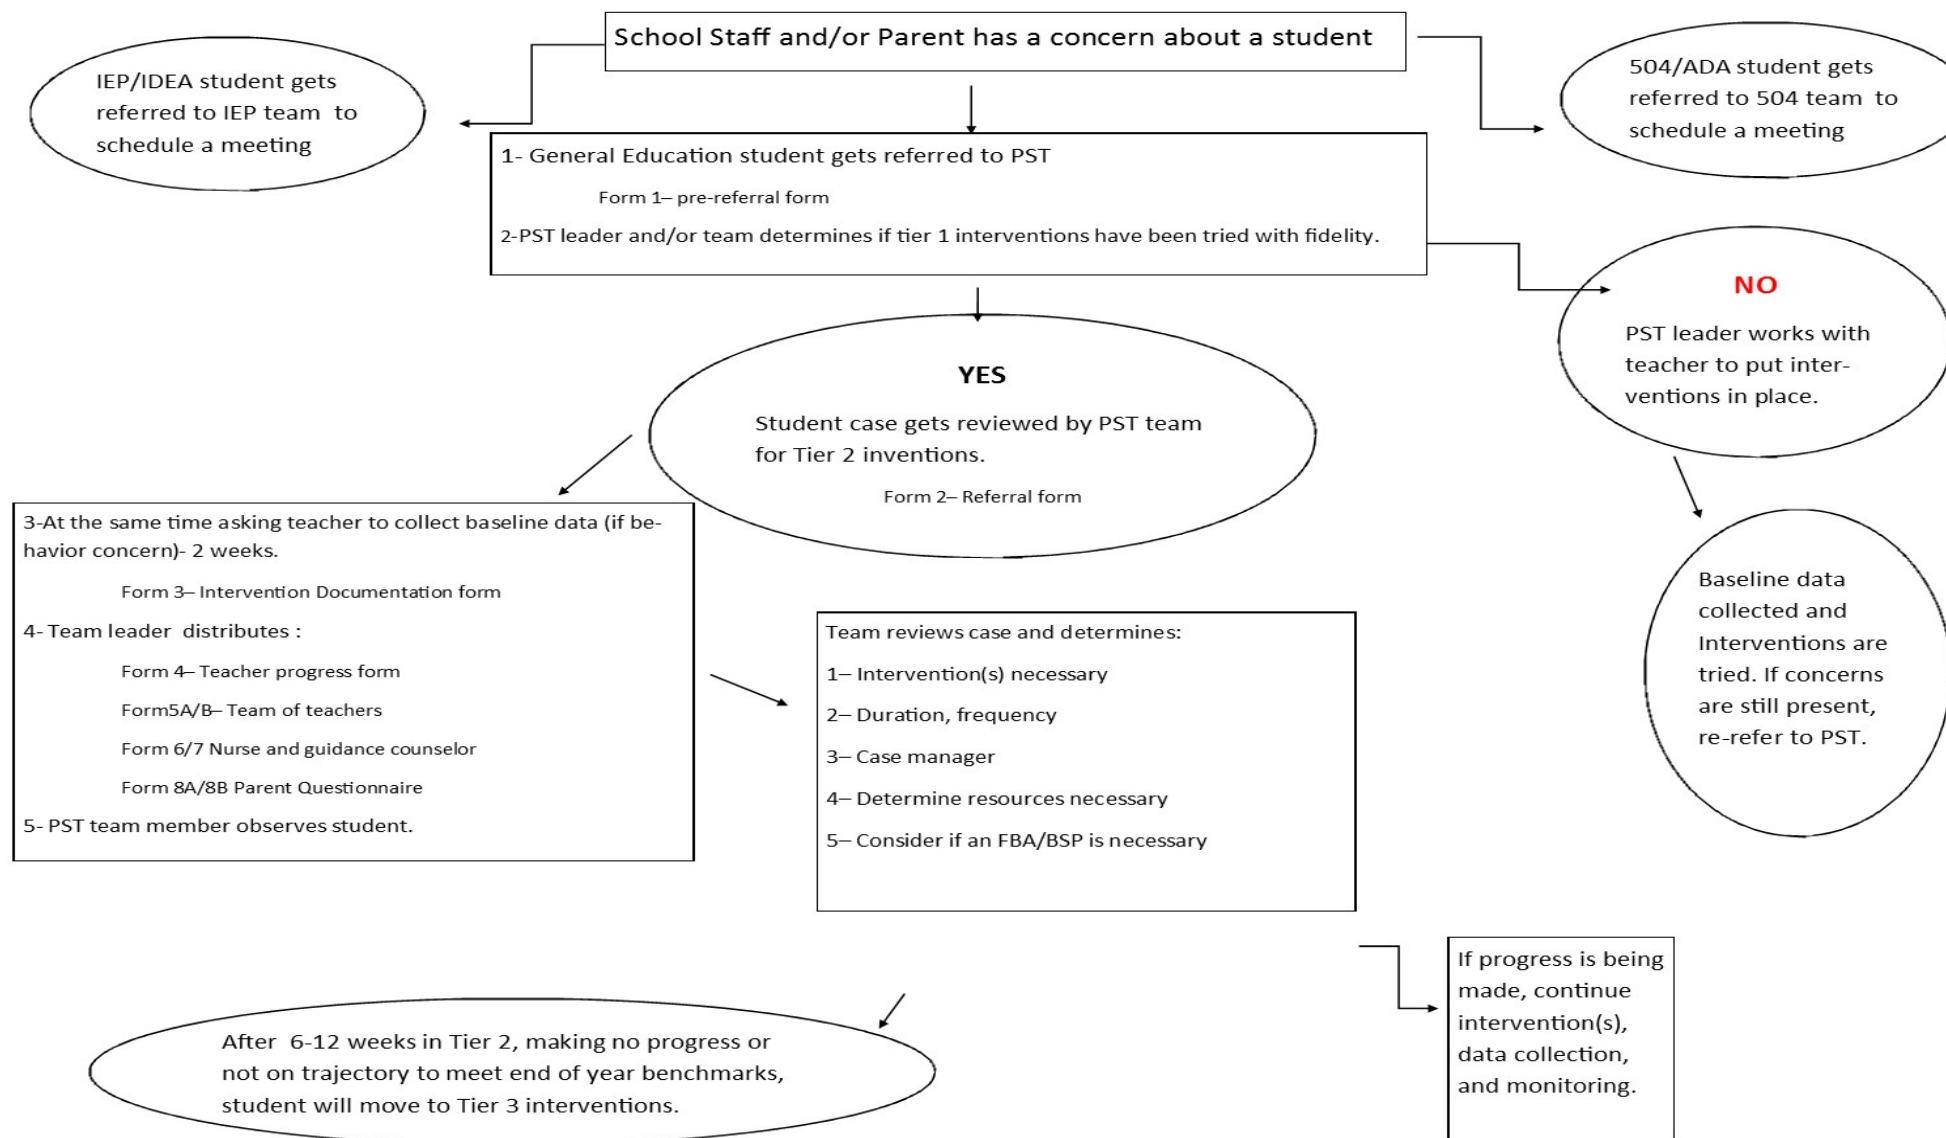 School Staff and/or Parent has a concern about a student
IEP/IDEA student gets
referred to IEP team to
schedule a meeting
504/ADA student gets
referred to 504 team to
schedule a meeting
1- General Education student gets referred to PST
Form 1– pre-referral form
2-PST leader and/or team determines if tier 1 interventions have been tried with fidelity.
NO
PST leader works with
teacher to put inter-
ventions in place.
YES
Student case gets reviewed by PST team
for Tier 2 inventions.
Form 2– Referral form
3-At the same time asking teacher to collect baseline data (if be-
havior concern)- 2 weeks.
Form 3– Intervention Documentation form
4- Team leader distributes :
Form 4– Teacher progress form
Form5A/B– Team of teachers
Form 6/7 Nurse and guidance counselor
Form 8A/8B Parent Questionnaire
5- PST team member observes student.
Team reviews case and determines:
1– Intervention(s) necessary
2– Duration, frequency
3– Case manager
4– Determine resources necessary
5– Consider if an FBA/BSP is necessary
Baseline data
collected and
Interventions are
tried. If concerns
are still present,
re-refer to PST.
After 6-12 weeks in Tier 2, making no progress or
not on trajectory to meet end of year benchmarks,
student will move to Tier 3 interventions.
If progress is being
made, continue
intervention(s),
data collection,
and monitoring.